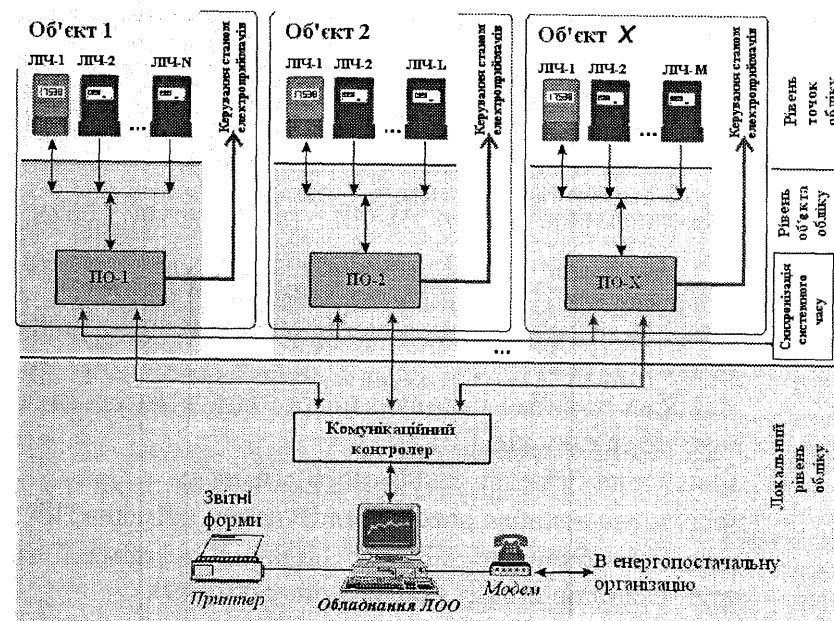 Об'єкт 1
ЛІЧ-1 ЛІЧ-2 ЛІЧ-N
...
Керування станом
електроприймачів
ПО-1
Об'єкт 2
ЛІЧ-1 ЛІЧ-2 ЛІЧ-L
...
Керування станом
електроприймачів
ПО-2
Об'єкт X
ЛІЧ-1 ЛІЧ-2 ЛІЧ-M
...
Керування станом
електроприймачів
ПО-X
Рівень
точок
обліку
Рівень
об'єкта
обліку
Синхронізація
системного
часу
...
Локальний
рівень
обліку
Комунікаційний
контролер
Звітні
форми
Принтер
Обладнання ЛОО
Модем
В енергопостачальну
організацію